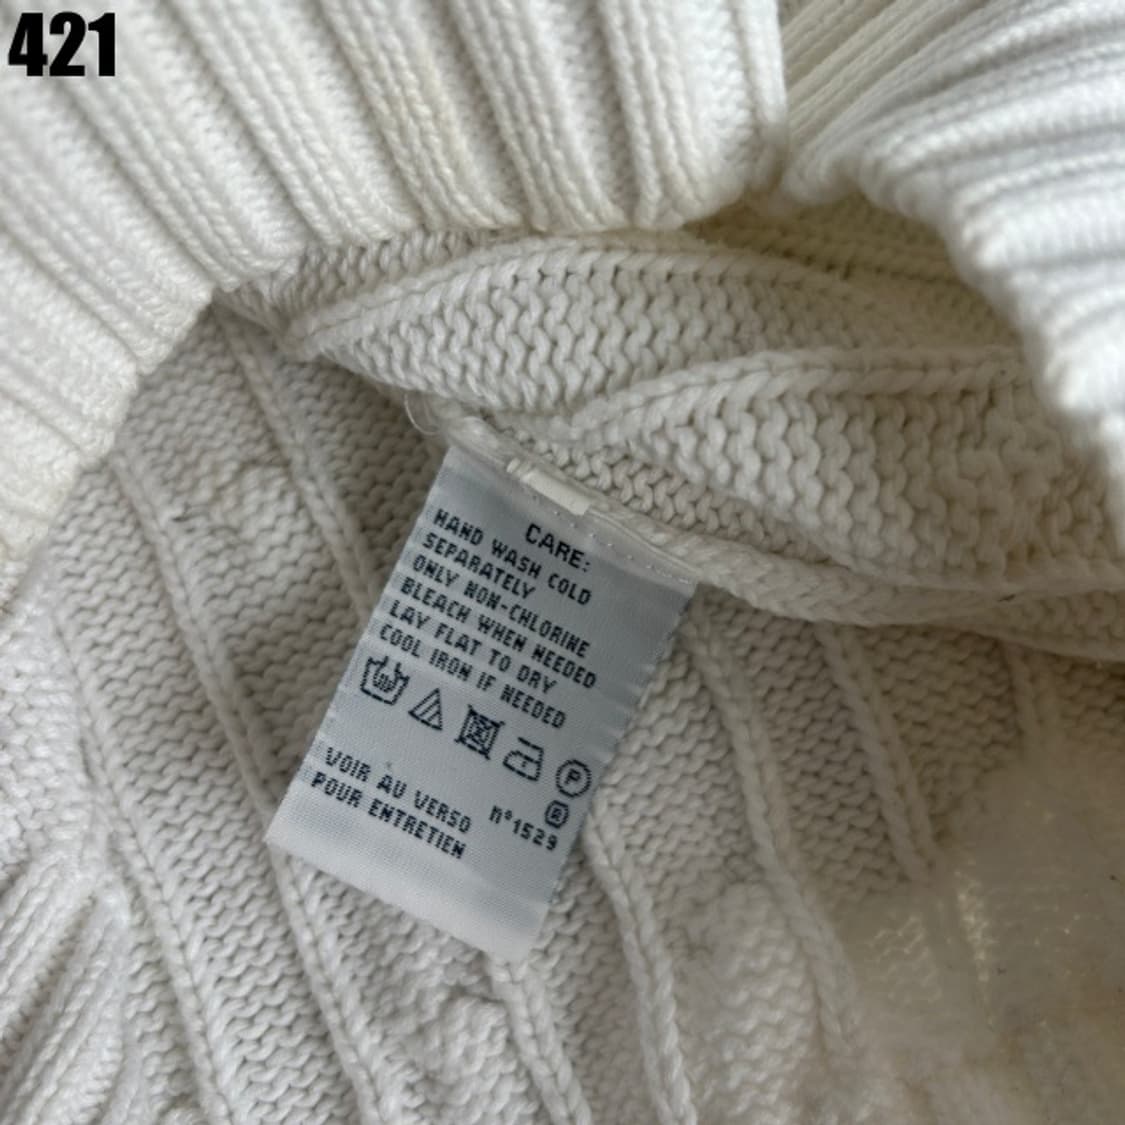 421
CARE:
HAND WASH COLD
SEPARATELY
ONLY NON-CHLORINE
BLEACH WHEN NEEDED
LAY FLAT TO DRY
COOL IRON IF NEEDED
P
VOIR AU VERSO
POUR ENTRETIEN
®
n°1529